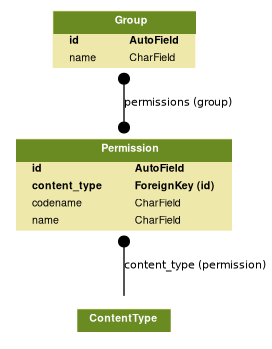 Group
id AutoField
name CharField
permissions (group)
Permission
id AutoField
content_type ForeignKey (id)
codename CharField
name CharField
content_type (permission)
ContentType